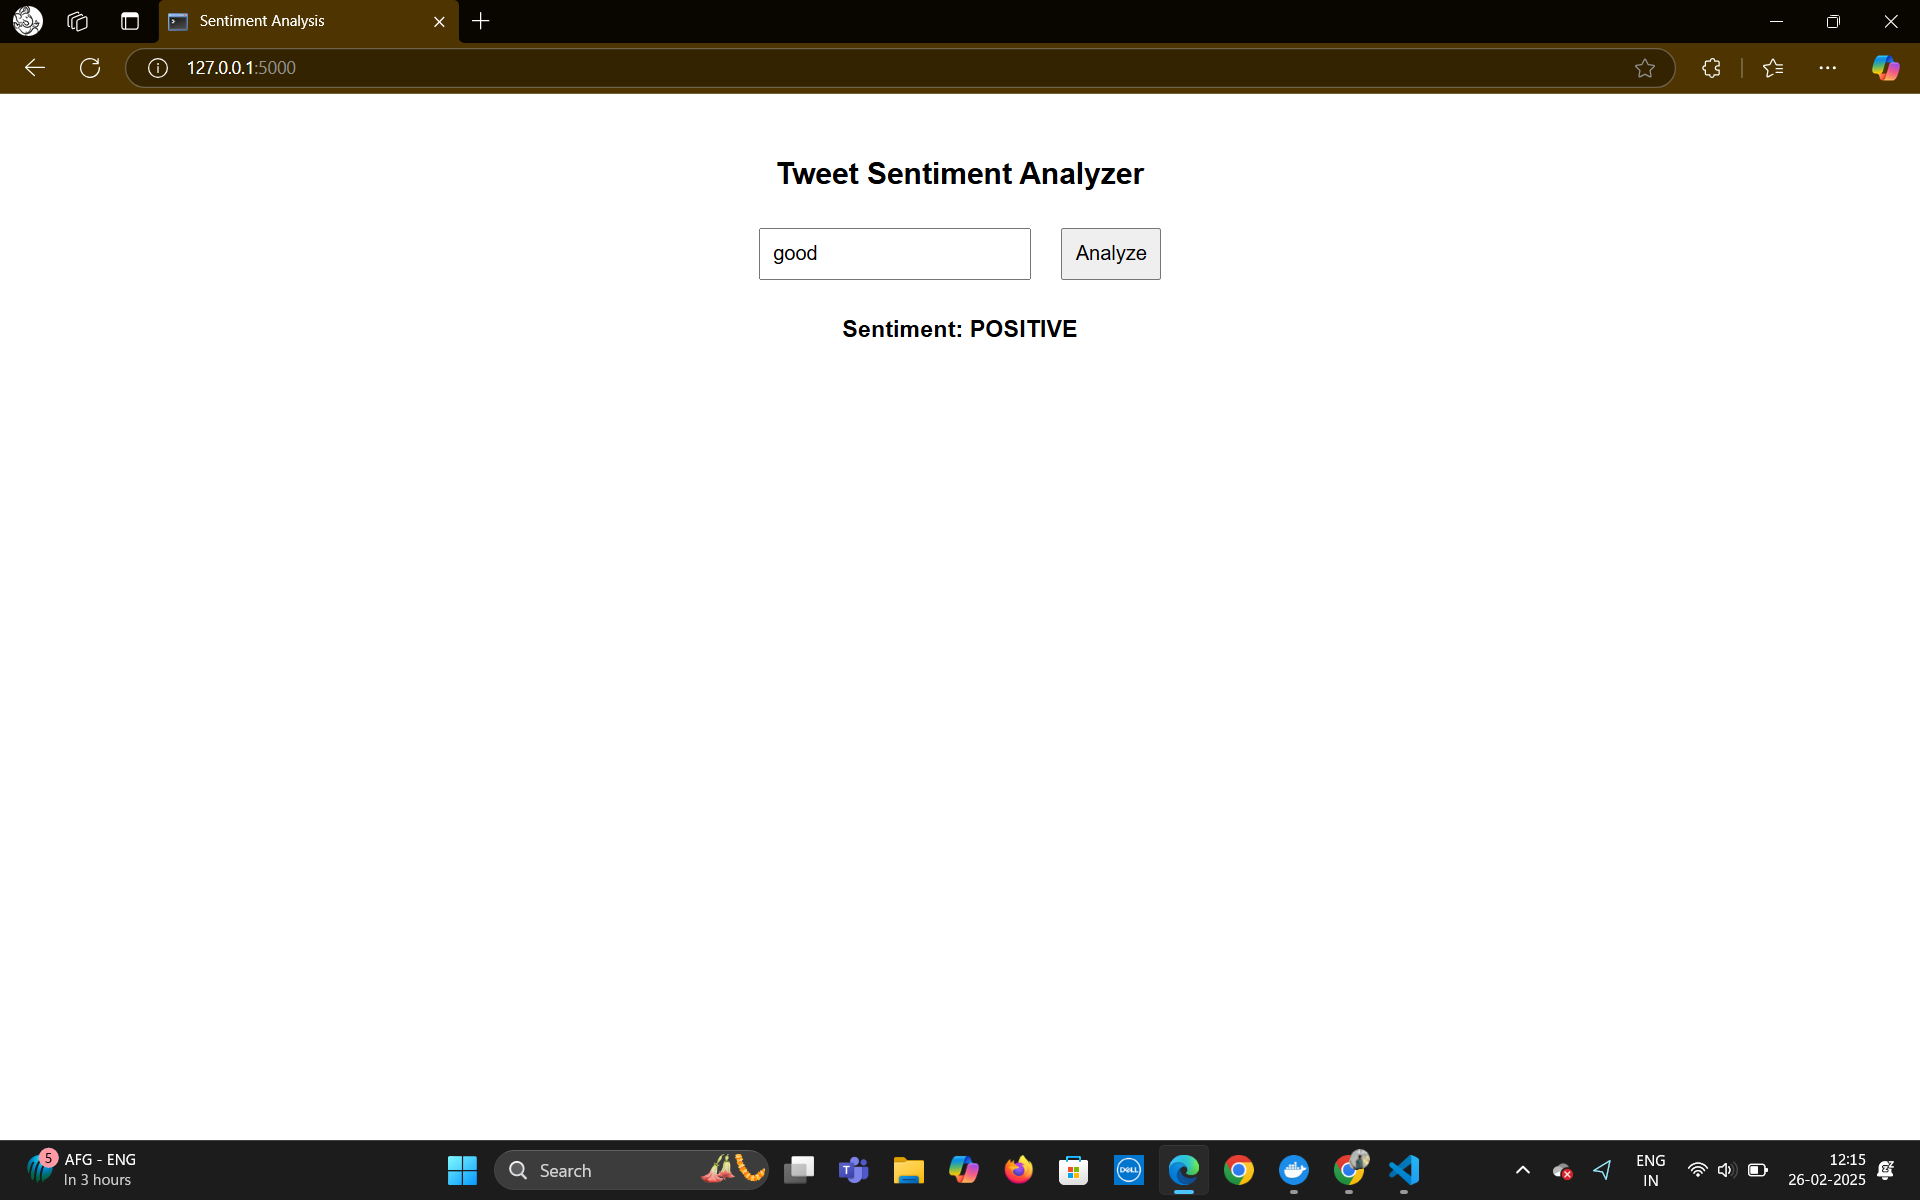 Sentiment Analysis
127.0.0.1:5000
Tweet Sentiment Analyzer
good
Analyze
Sentiment: POSITIVE
5
AFG - ENG
In 3 hours
Search
T
DELL
ENG
IN
12:15
26-02-2025